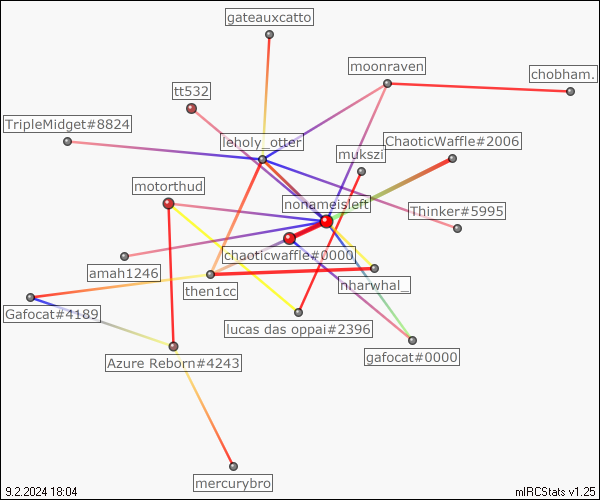 gateauxcatto
moonraven
chobham.
tt532
TripleMidget#8824
leholy_otter
ChaoticWaffle#2006
mukszi
motorthud
nonameisleft
Thinker#5995
chaoticwaffle#0000
amah1246
then1cc
nharwhal_
Gafocat#4189
lucas das oppai#2396
gafocat#0000
Azure Reborn#4243
mercurybro
9.2.2024 18:04
mIRCStats v1.25